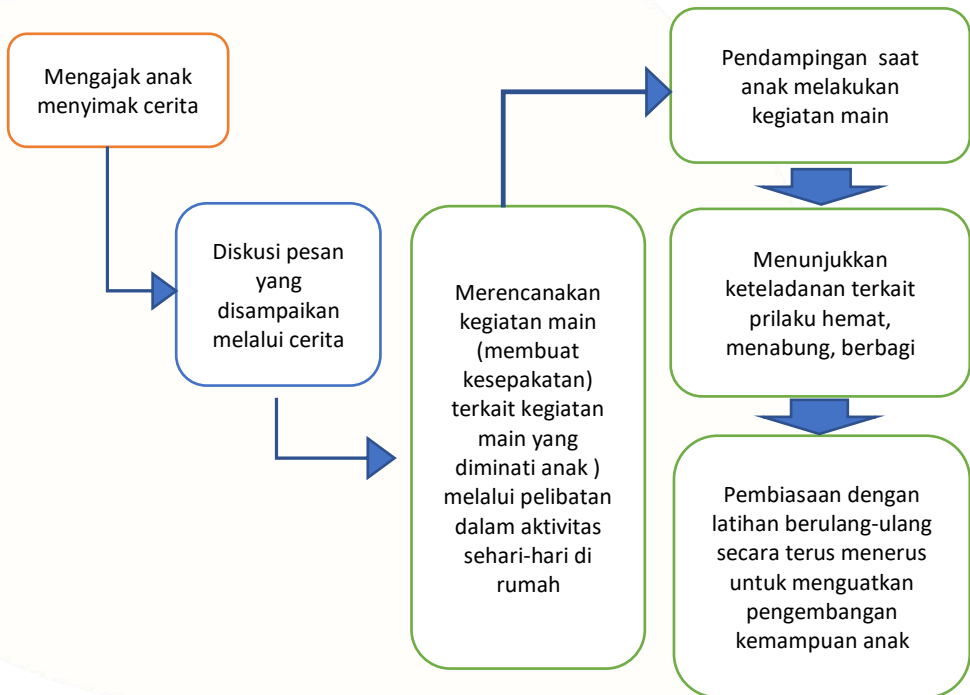 Mengajak anak
menyimak cerita
Diskusi pesan
yang
disampaikan
melalui cerita
Merencanakan
kegiatan main
(membuat
kesepakatan)
terkait kegiatan
main yang
diminati anak )
melalui pelibatan
dalam aktivitas
sehari-hari di
rumah
Pendampingan saat
anak melakukan
kegiatan main
Menunjukkan
keteladanan terkait
prilaku hemat,
menabung, berbagi
Pembiasaan dengan
latihan berulang-ulang
secara terus menerus
untuk menguatkan
pengembangan
kemampuan anak